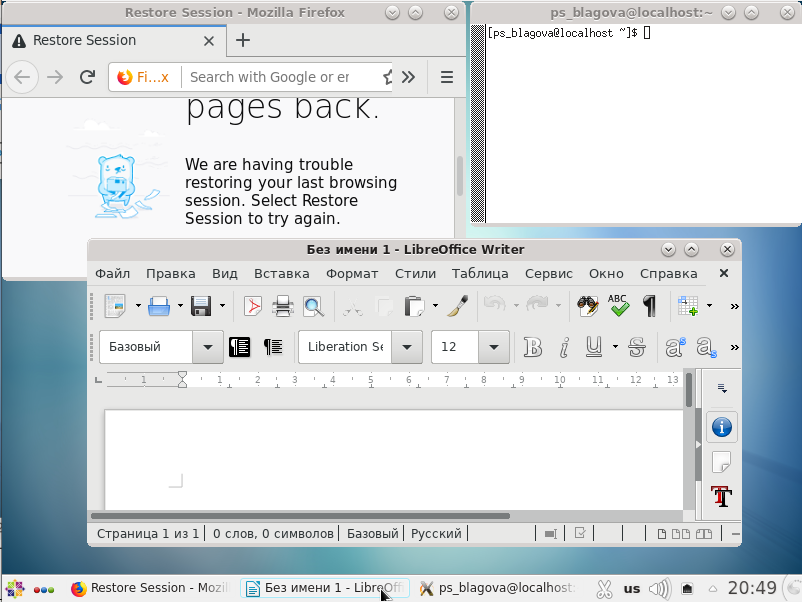 Restore Session - Mozilla Firefox
Restore Session
Fi...x
Search with Google or er
pages back.
We are having trouble
restoring your last browsing
session. Select Restore
Session to try again.
ps_blagova@localhost:~
[ps_blagova@localhost ~]$
Без имени 1 - LibreOffice Writer
Файл Правка Вид Вставка Формат Стили Таблица Сервис Окно Справка
ABC
Базовый
Liberation Se
12
1 1 2 3 4 5 6 7 8 9 10 11 12 13
Страница 1 из 1 0 слов, 0 символов Базовый Русский
Restore Session - Mozil
Без имени 1 - LibreOffi
ps_blagova@localhost:
us
20:49